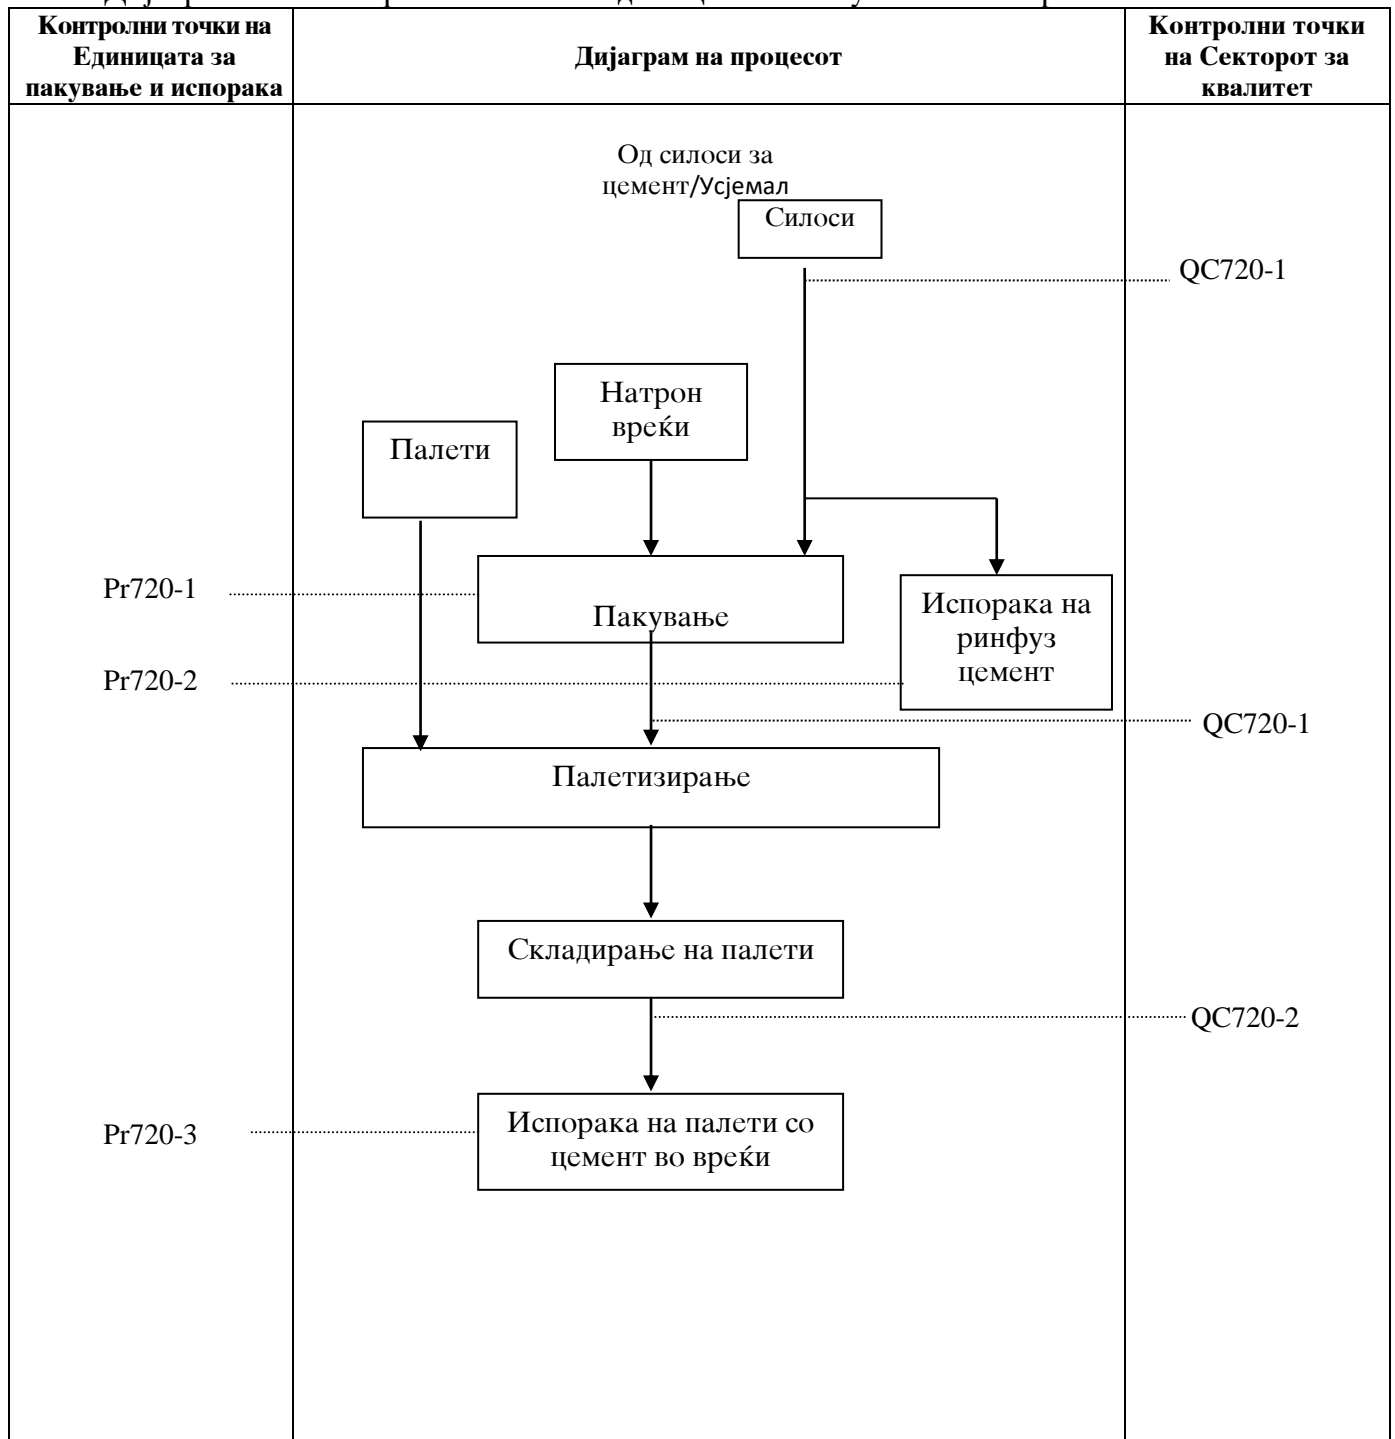 Контролни точки на
Единицата за
пакување и испорака
Дијаграм на процесот
Контролни точки
на Секторот за
квалитет
Од силоси за
цемент/Усјемал
Силоси
QC720-1
Натрон
вреќи
Палети
Pr720-1
Пакување
Испорака на
ринфуз
цемент
Pr720-2
QC720-1
Палетизирање
Складирање на палети
QC720-2
Pr720-3
Испорака на палети со
цемент во вреќи